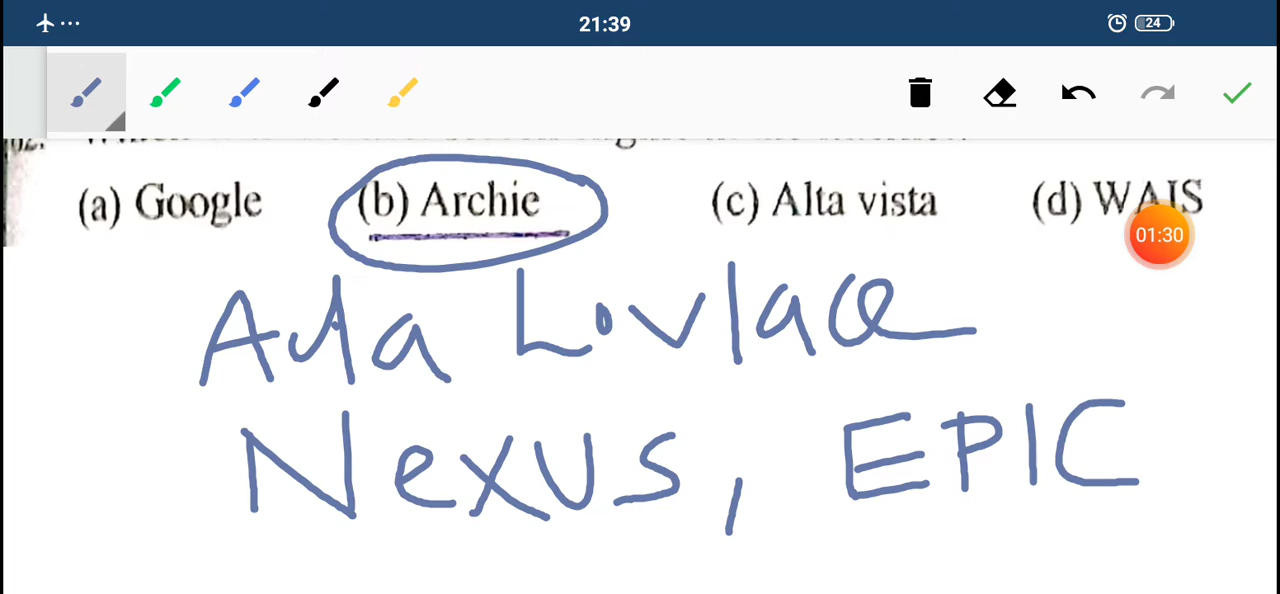 21:39 24
(a) Google (b) Archie (c) Alta vista (d) WAIS
01:30
Ada Lovlace
Nexus, EPIC